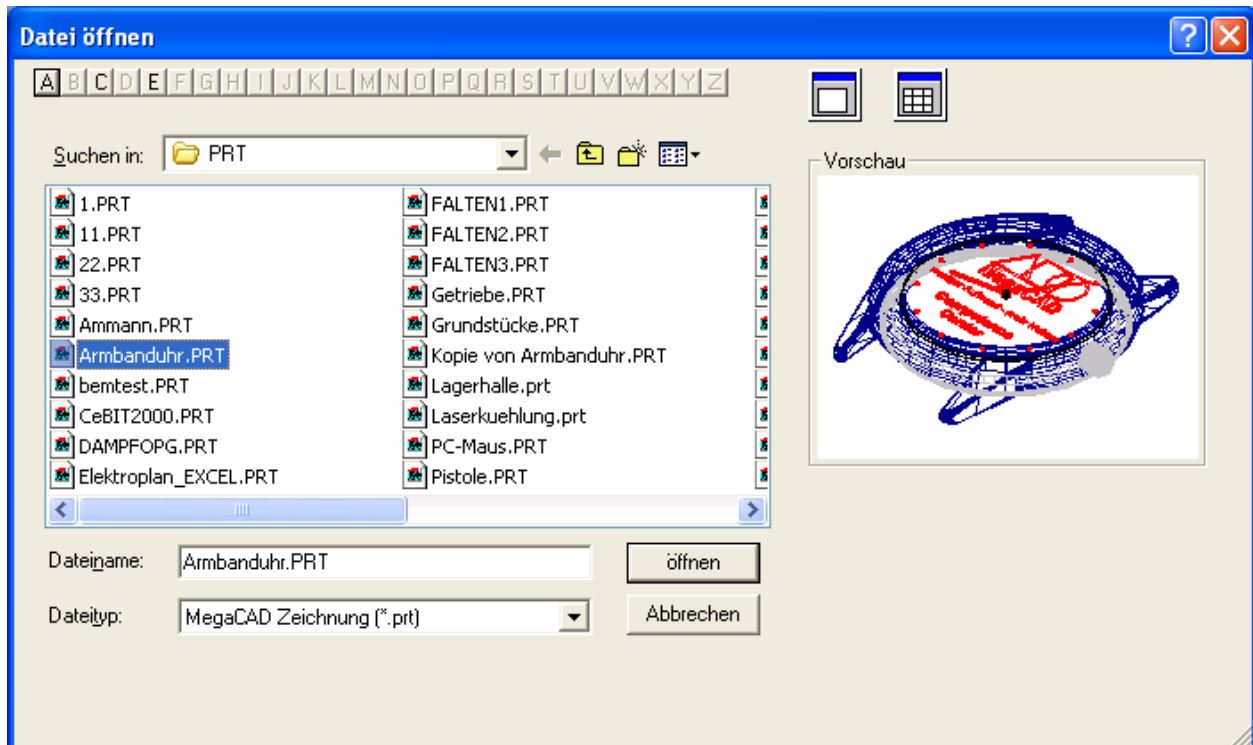 Datei öffnen
A B C D E F G H I J K L M N O P Q R S T U V W X Y Z
Suchen in: PRT
Vorschau
1.PRT
11.PRT
22.PRT
33.PRT
Ammann.PRT
Armbanduhr.PRT
bemtest.PRT
CeBIT2000.PRT
DAMPFOPG.PRT
Elektroplan_EXCEL.PRT
FALTEN1.PRT
FALTEN2.PRT
FALTEN3.PRT
Getriebe.PRT
Grundstücke.PRT
Kopie von Armbanduhr.PRT
Lagerhalle.prt
Laserkuehlung.prt
PC-Maus.PRT
Pistole.PRT
Dateiname: Armbanduhr.PRT
öffnen
Dateityp: MegaCAD Zeichnung (*.prt)
Abbrechen